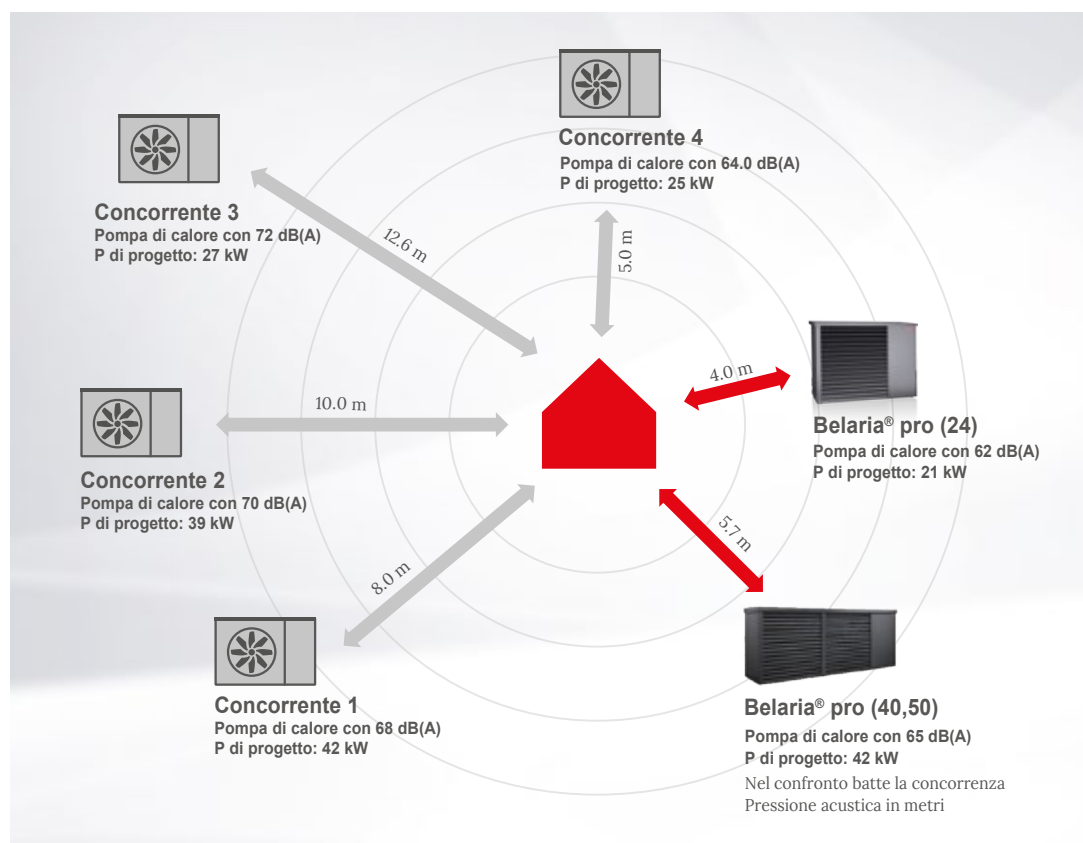 Concorrente 4
Pompa di calore con 64.0 dB(A)
P di progetto: 25 kW
5.0 m
Concorrente 3
Pompa di calore con 72 dB(A)
P di progetto: 27 kW
12.6 m
4.0 m
Belaria® pro (24)
Pompa di calore con 62 dB(A)
P di progetto: 21 kW
10.0 m
Concorrente 2
Pompa di calore con 70 dB(A)
P di progetto: 39 kW
5.7 m
8.0 m
Concorrente 1
Pompa di calore con 68 dB(A)
P di progetto: 42 kW
Belaria® pro (40,50)
Pompa di calore con 65 dB(A)
P di progetto: 42 kW
Nel confronto batte la concorrenza
Pressione acustica in metri